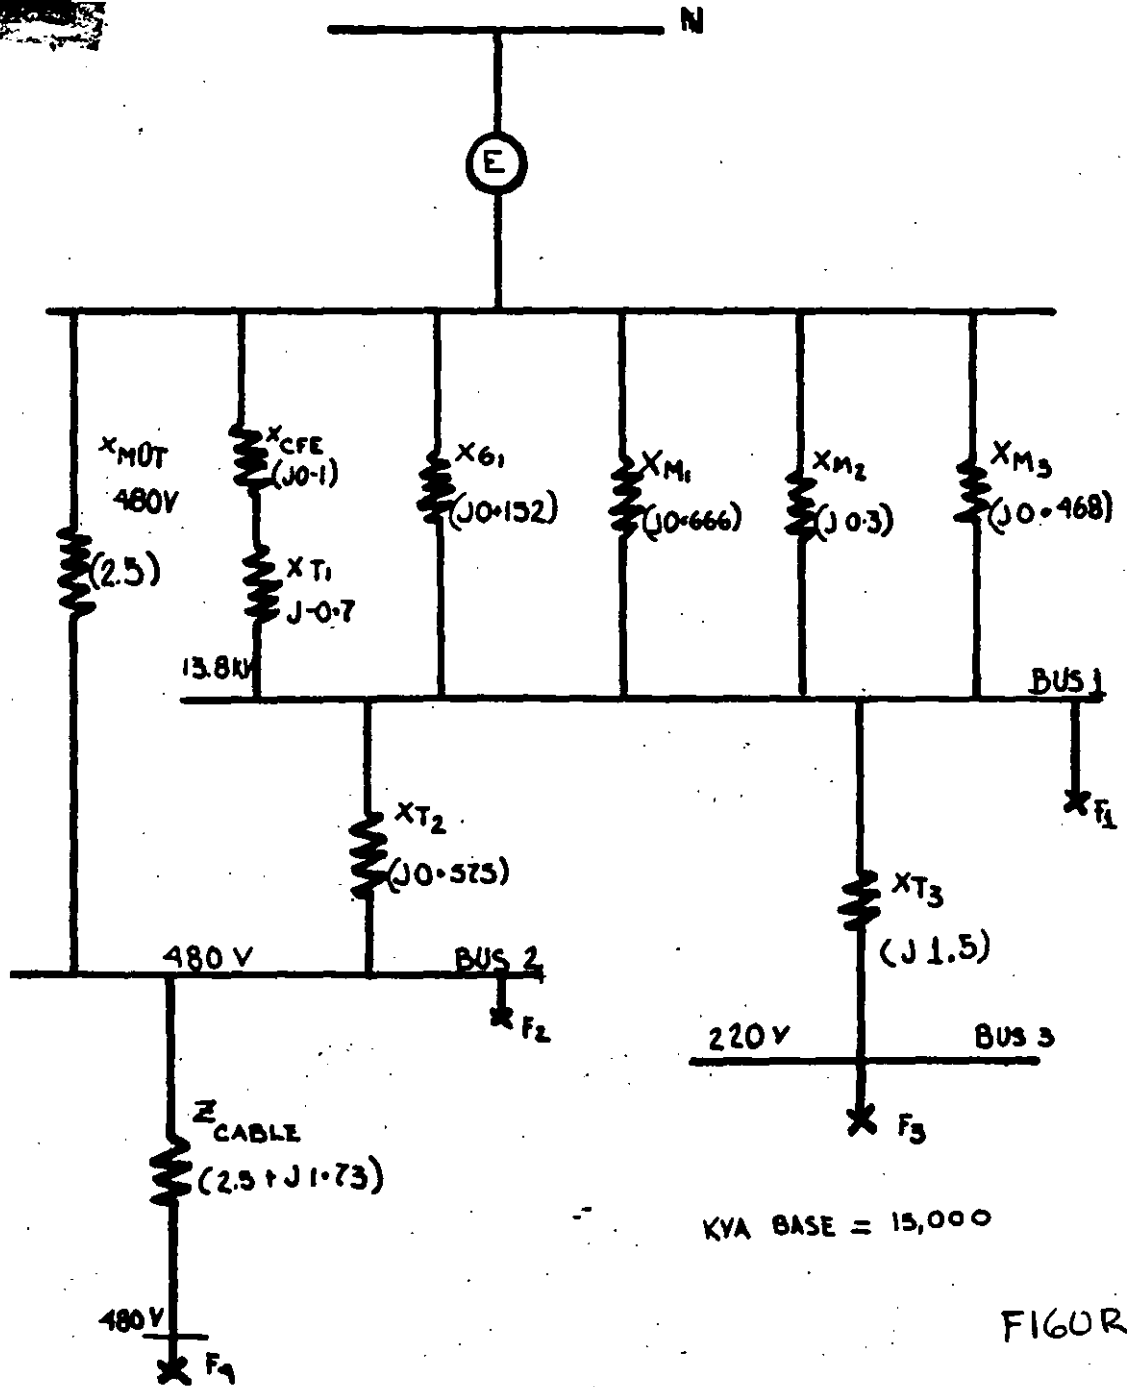 N
E
XMOT
480V
(2.5)
XCFE
(J0.1)
XT1
J-0.7
XG1
(J0.152)
XM1
(J0.666)
XM2
(J0.3)
XM3
(J0.468)
13.8KV
BUS 1
F1
XT2
(J0.575)
XT3
(J1.5)
480 V
BUS 2
F2
220 V
BUS 3
F3
ZCABLE
(2.5 + J1.73)
KVA BASE = 15,000
480 V
F4
FIGUR